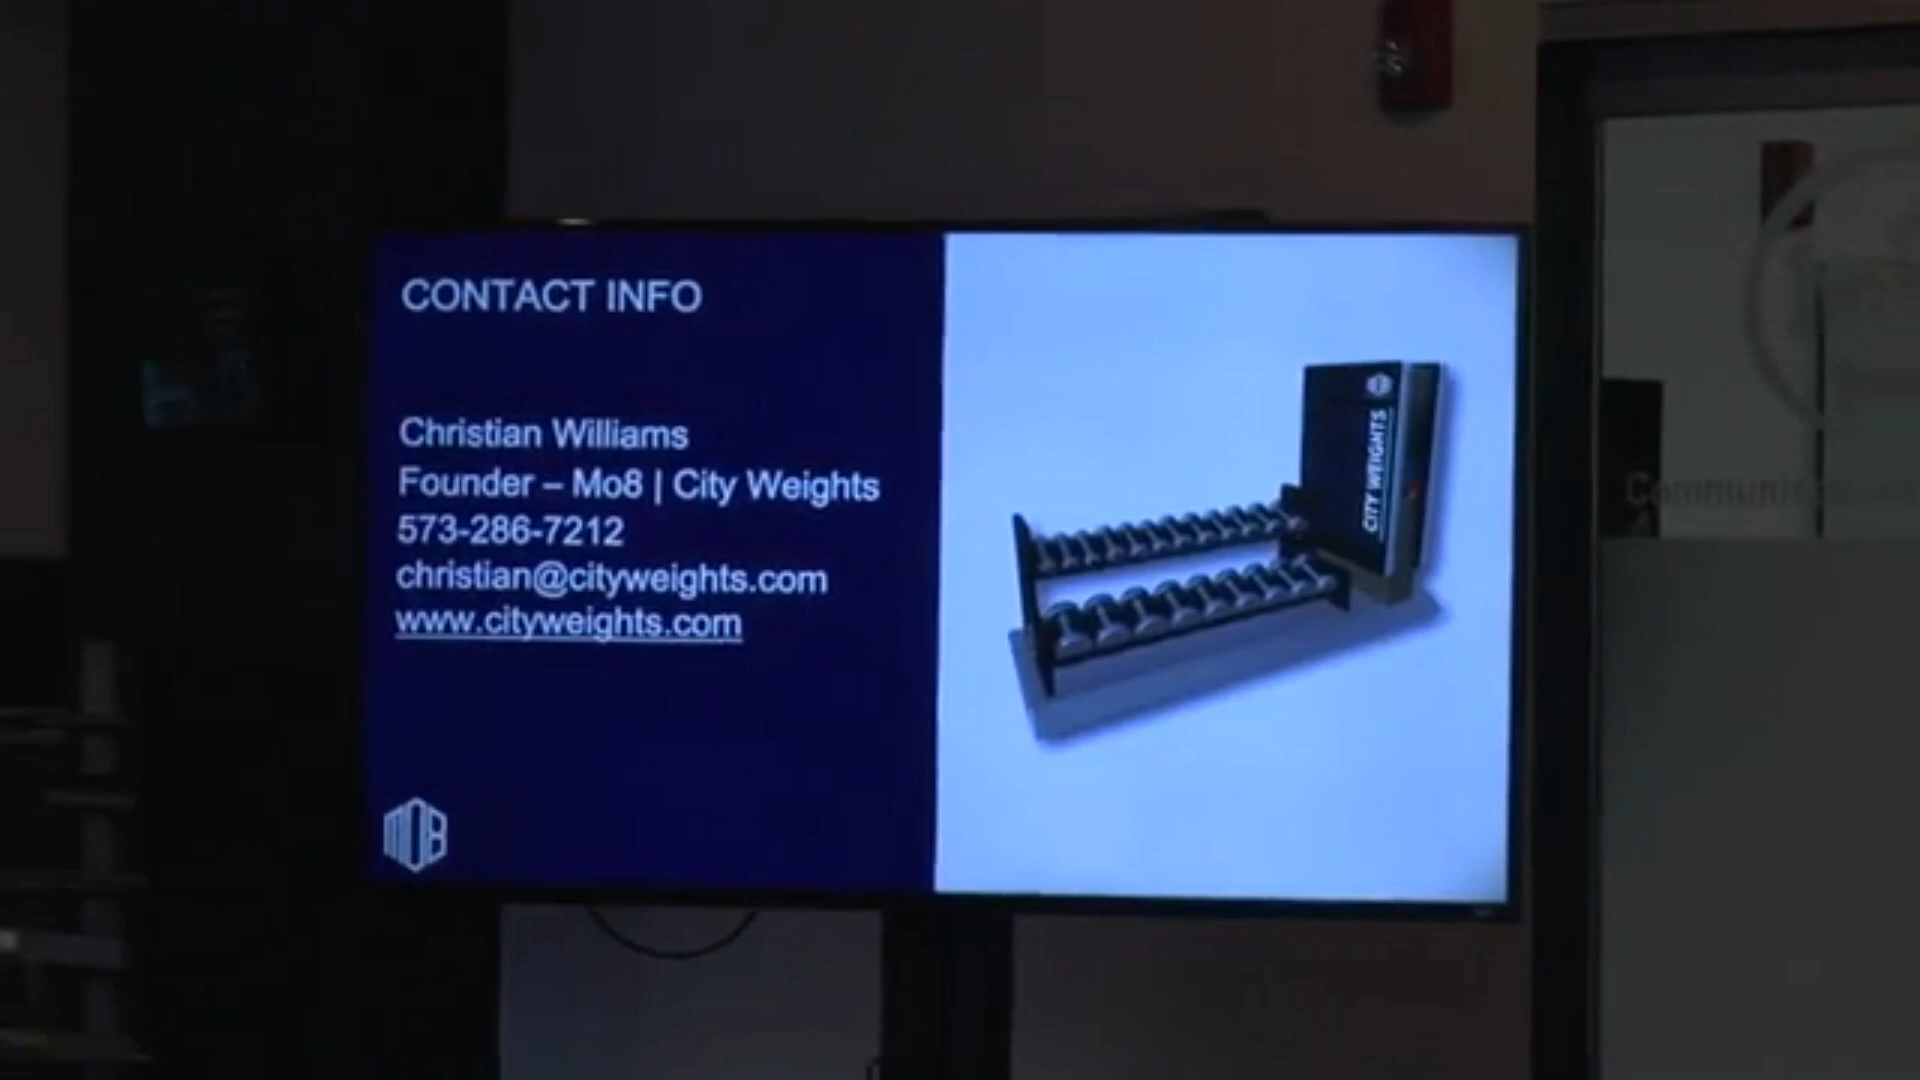 CONTACT INFO
Christian Williams
Founder – Mo8 | City Weights
573-286-7212
christian@cityweights.com
www.cityweights.com
CITY WEIGHTS